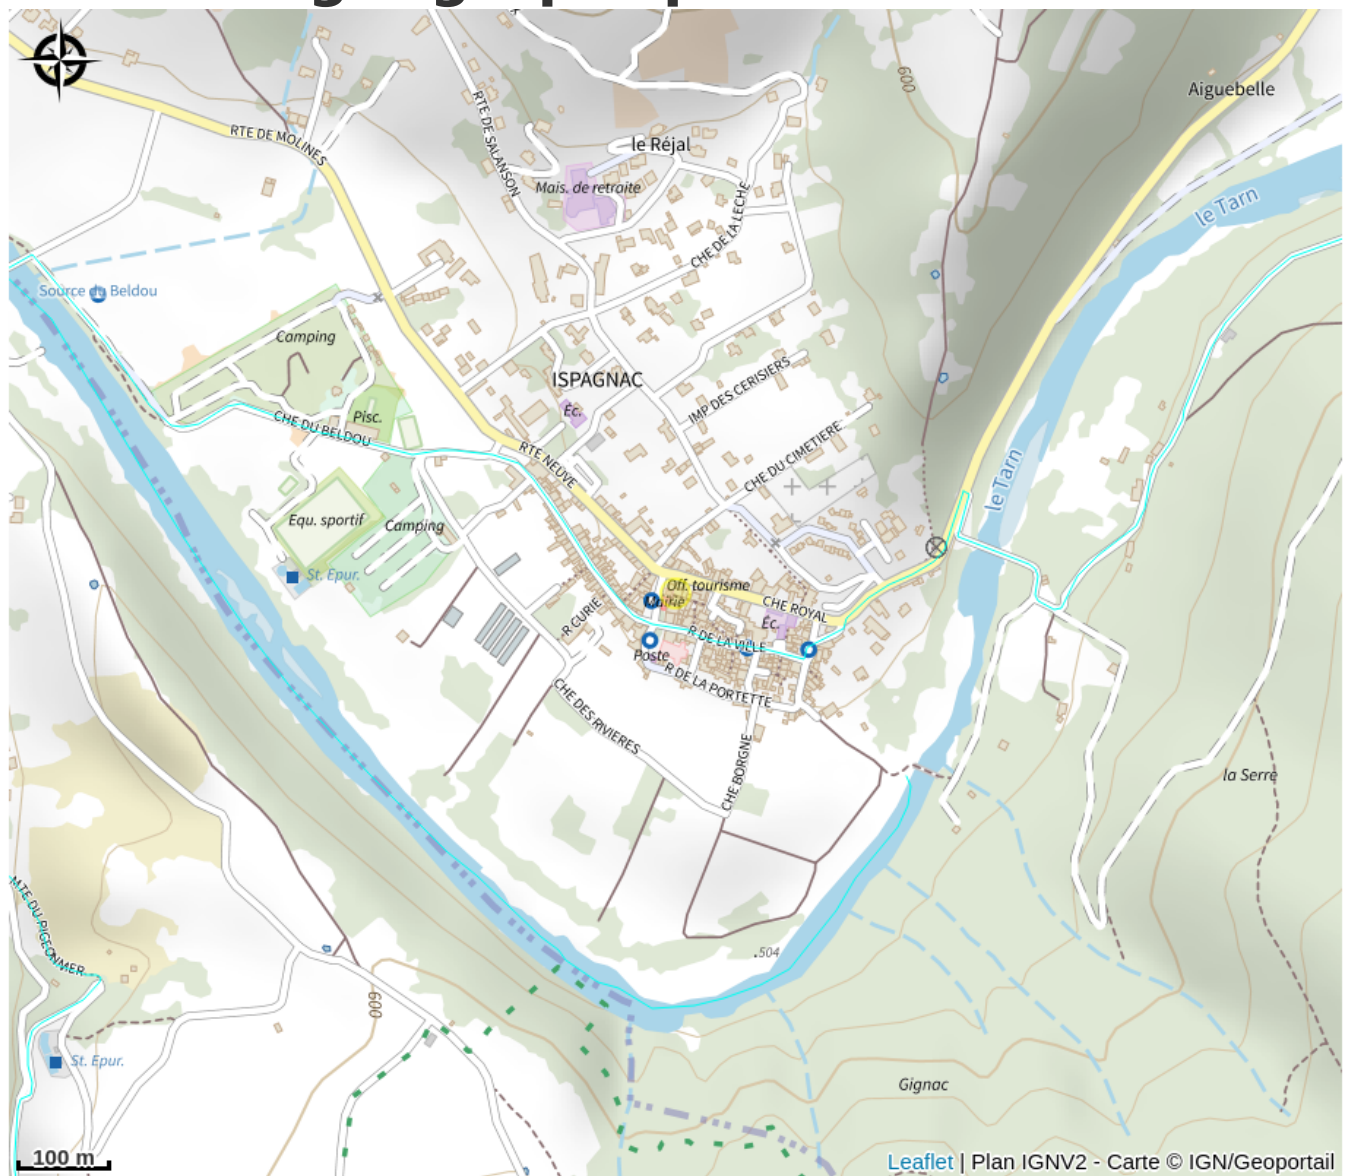 600
Aiguebelle
RTE DE MOLINES
RTE DE SALANSON
le Réjal
Mais. de retraite
CHE DE LA LECHE
le Tarn
Source du Beldou
Camping
ISPAGNAC
IMP DES CERISIERS
Pisc.
Éc.
CHE DU BELDOU
RTE NEUVE
CHE DU CIMETIERE
le Tarn
Equ. sportif
Camping
St. Epur.
Off. tourisme
Mairie
CHE ROYAL
R CURIE
Éc.
R DE LA VILLE
Poste
R DE LA PORTETTE
CHE DES RIVIERES
CHE BORGNE
la Serre
MTE DU PIGEONNIER
.504
600
St. Epur.
Gignac
100 m
Leaflet | Plan IGNV2 - Carte © IGN/Geoportail